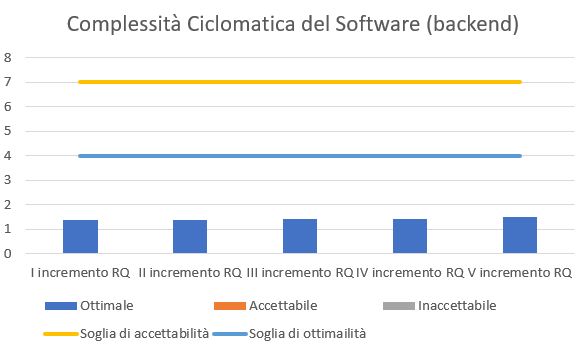 Complessità Ciclomatica del Software (backend)
8
7
6
5
4
3
2
1
0
I incremento RQ II incremento RQ III incremento RQ IV incremento RQ V incremento RQ
Ottimale Accettabile Inaccettabile
Soglia di accettabilità Soglia di ottimailità